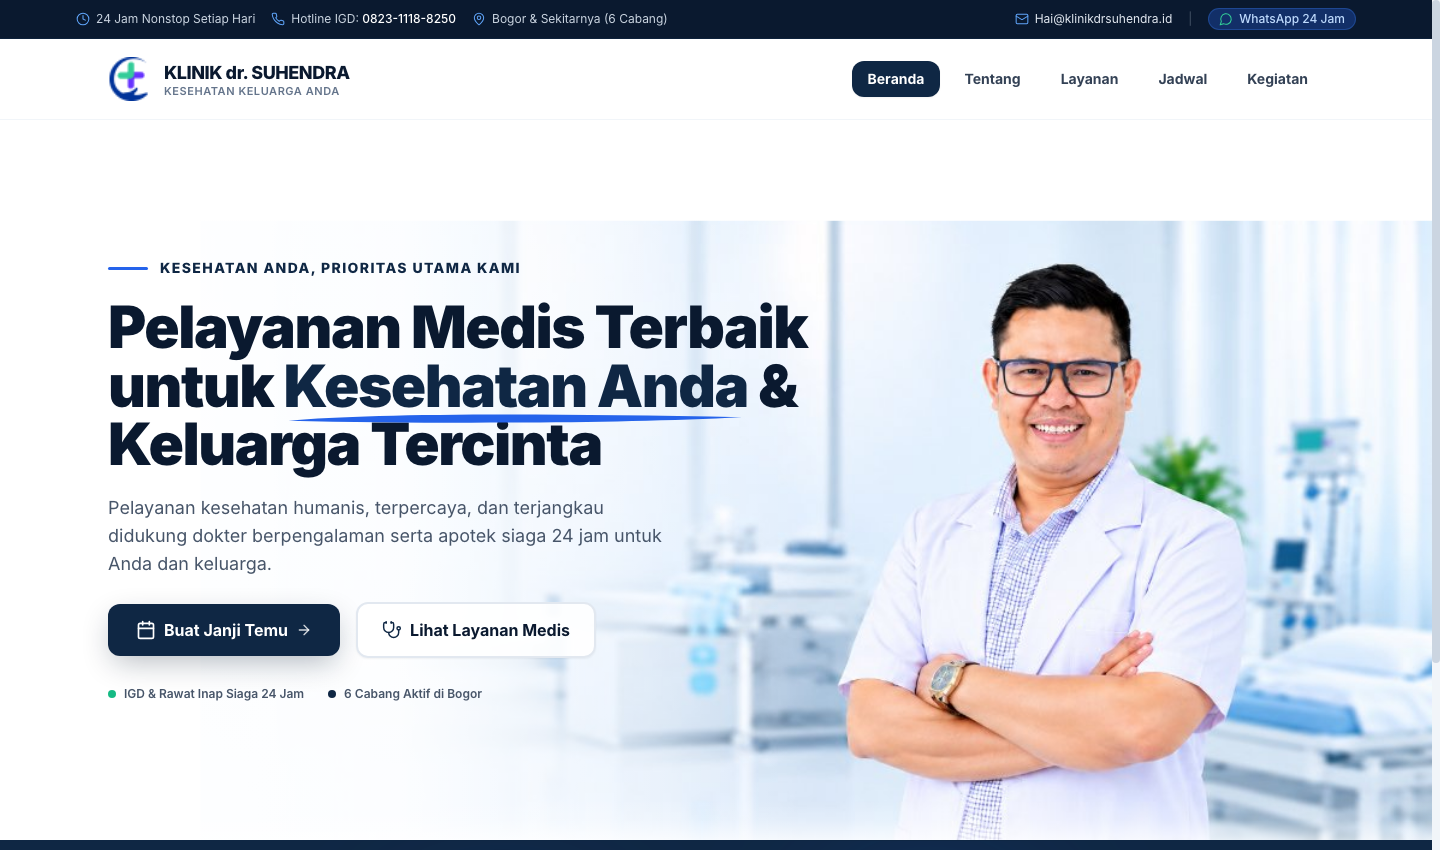 24 Jam Nonstop Setiap Hari
Hotline IGD: 0823-1118-8250
Bogor & Sekitarnya (6 Cabang)
Hai@klinikdrsuhendra.id
WhatsApp 24 Jam
KLINIK dr. SUHENDRA
KESEHATAN KELUARGA ANDA
Beranda
Tentang
Layanan
Jadwal
Kegiatan
KESEHATAN ANDA, PRIORITAS UTAMA KAMI
Pelayanan Medis Terbaik
untuk Kesehatan Anda &
Keluarga Tercinta
Pelayanan kesehatan humanis, terpercaya, dan terjangkau
didukung dokter berpengalaman serta apotek siaga 24 jam untuk
Anda dan keluarga.
Buat Janji Temu
Lihat Layanan Medis
IGD & Rawat Inap Siaga 24 Jam
6 Cabang Aktif di Bogor